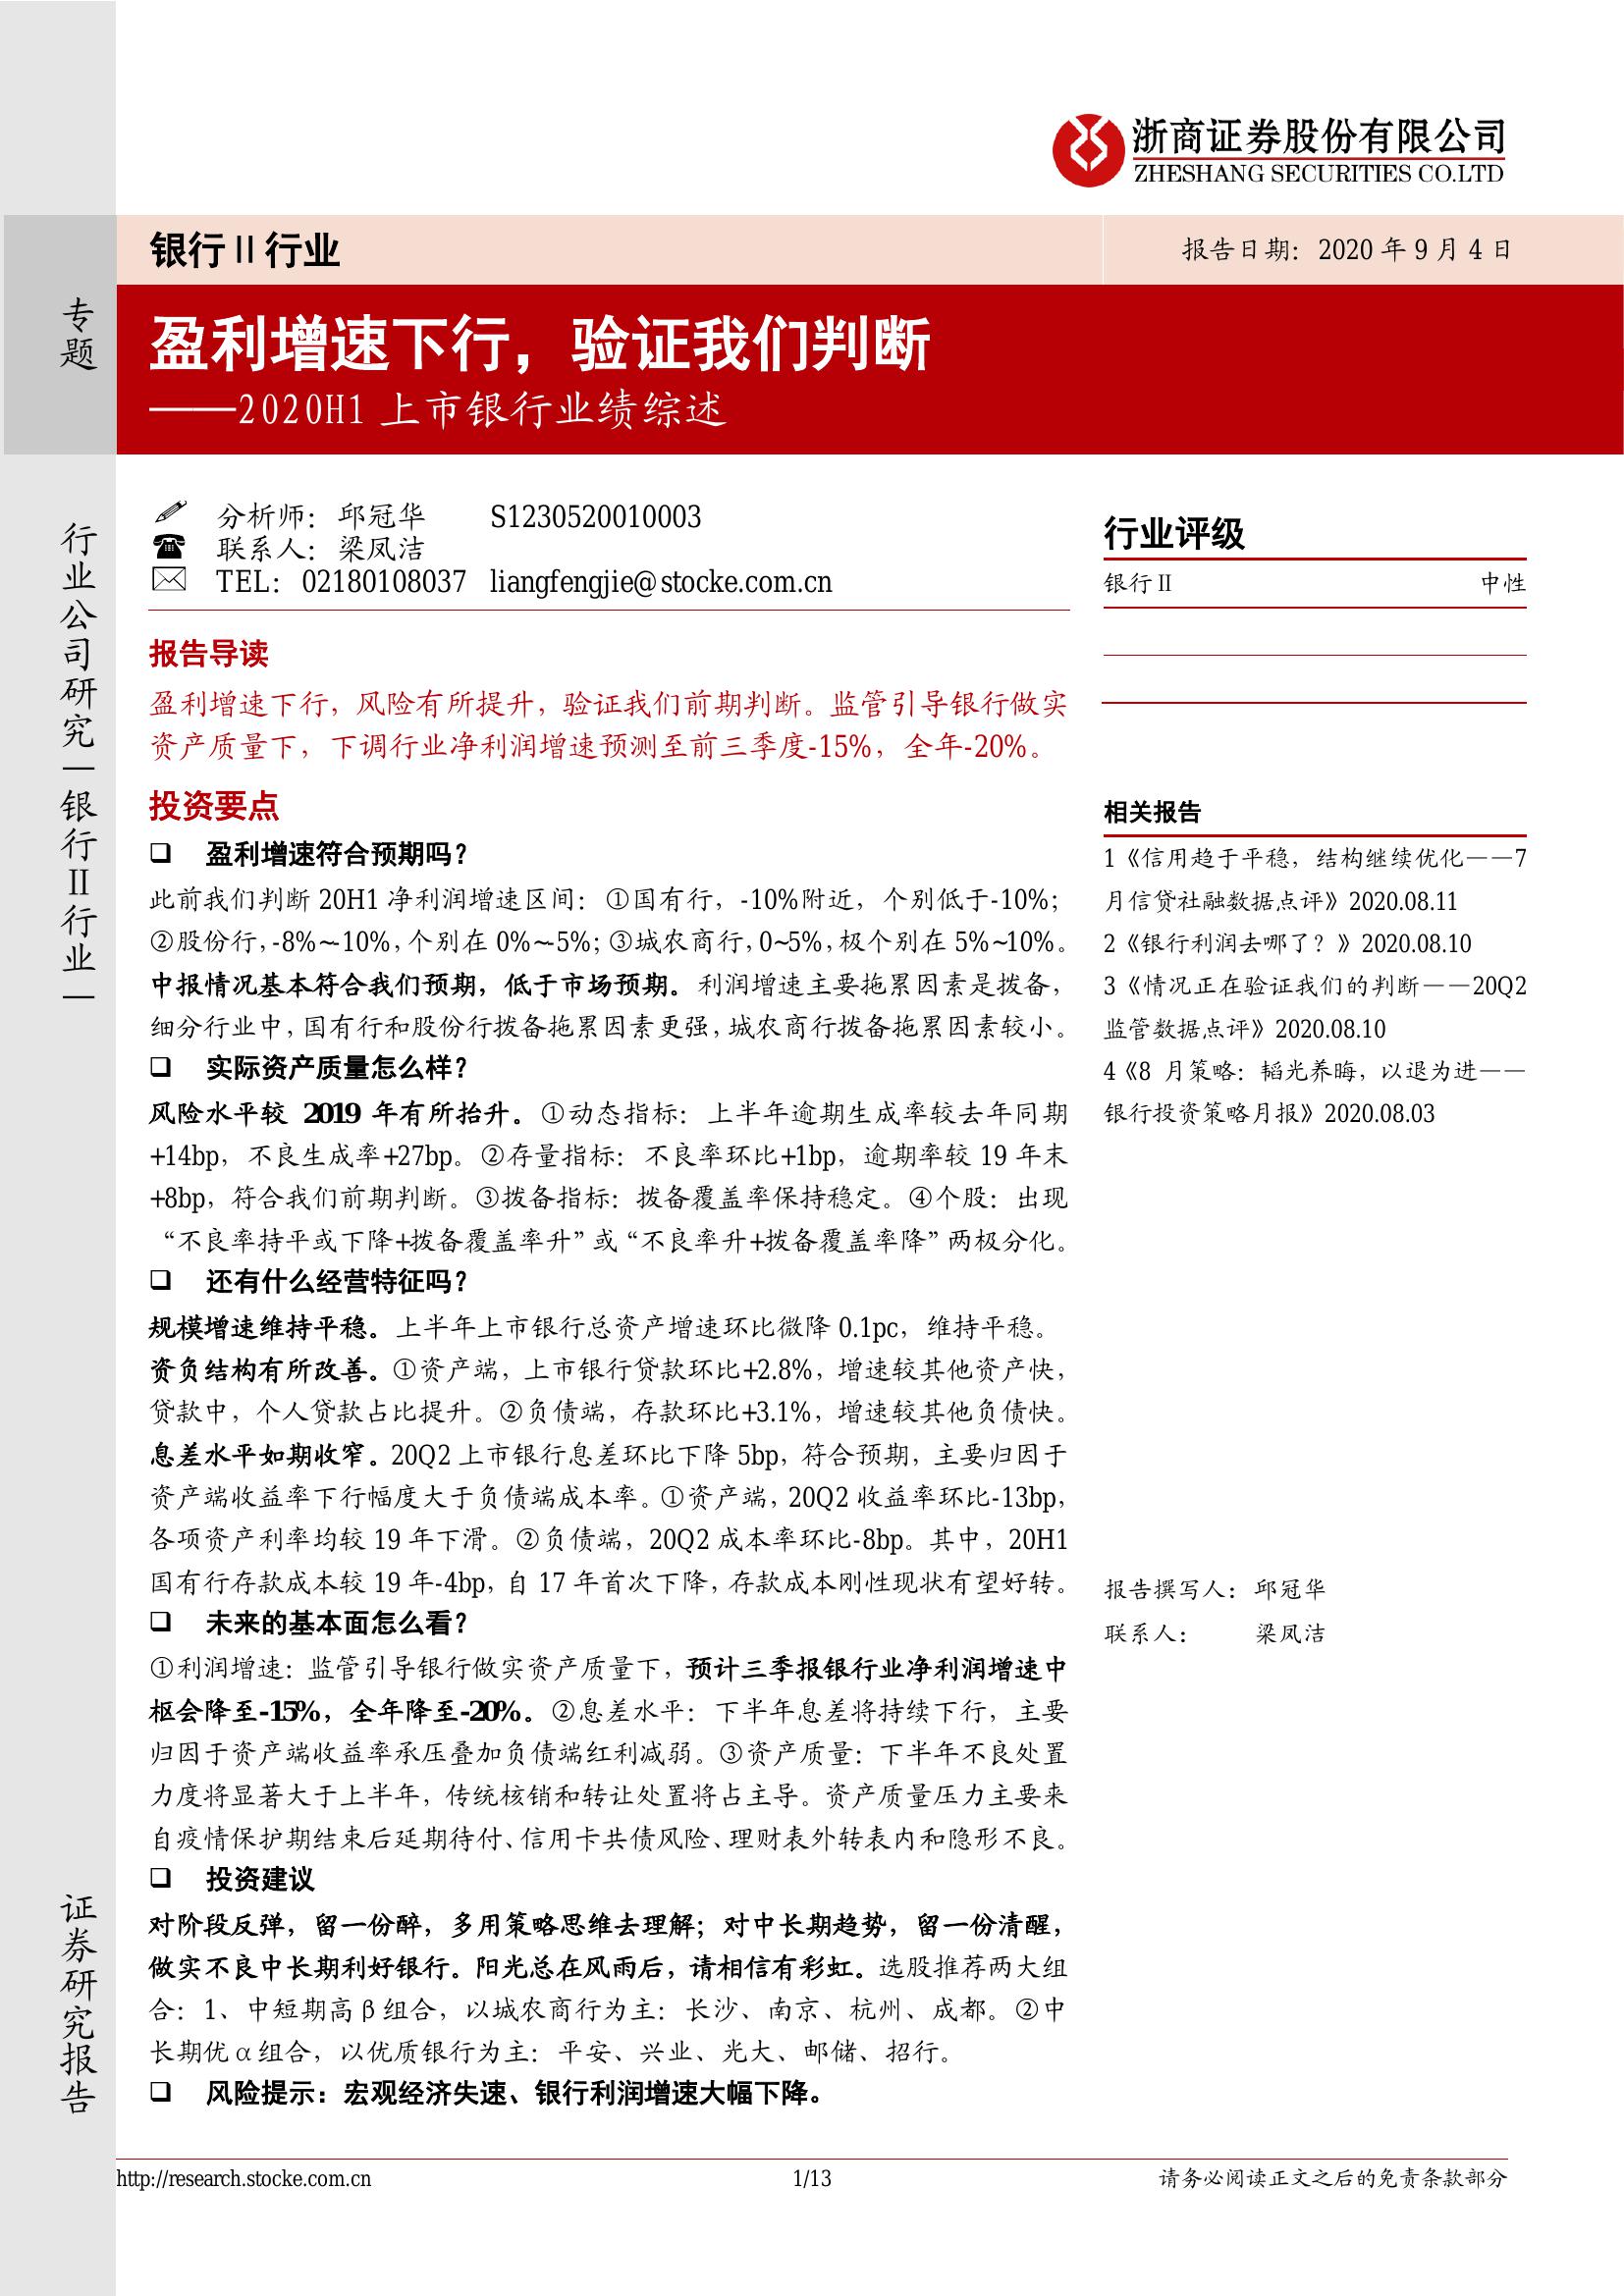 浙商证券股份有限公司
ZHESHANG SECURITIES CO.LTD
银行Ⅱ行业
报告日期：2020 年 9 月 4 日
专题
盈利增速下行，验证我们判断
——2020H1 上市银行业绩综述
行业公司研究｜银行Ⅱ行业｜
分析师：邱冠华 S1230520010003
联系人：梁凤洁
TEL：02180108037 liangfengjie@stocke.com.cn
报告导读
盈利增速下行，风险有所提升，验证我们前期判断。监管引导银行做实
资产质量下，下调行业净利润增速预测至前三季度-15%，全年-20%。
投资要点
❑ 盈利增速符合预期吗？
此前我们判断 20H1 净利润增速区间：①国有行，-10%附近，个别低于-10%；
②股份行，-8%~-10%，个别在 0%~-5%；③城农商行，0~5%，极个别在 5%~10%。
中报情况基本符合我们预期，低于市场预期。利润增速主要拖累因素是拨备，
细分行业中，国有行和股份行拨备拖累因素更强，城农商行拨备拖累因素较小。
❑ 实际资产质量怎么样？
风险水平较 2019 年有所抬升。①动态指标：上半年逾期生成率较去年同期
+14bp，不良生成率+27bp。②存量指标：不良率环比+1bp，逾期率较 19 年末
+8bp，符合我们前期判断。③拨备指标：拨备覆盖率保持稳定。④个股：出现
“不良率持平或下降+拨备覆盖率升”或“不良率升+拨备覆盖率降”两极分化。
❑ 还有什么经营特征吗？
规模增速维持平稳。上半年上市银行总资产增速环比微降 0.1pc，维持平稳。
资负结构有所改善。①资产端，上市银行贷款环比+2.8%，增速较其他资产快，
贷款中，个人贷款占比提升。②负债端，存款环比+3.1%，增速较其他负债快。
息差水平如期收窄。20Q2 上市银行息差环比下降 5bp，符合预期，主要归因于
资产端收益率下行幅度大于负债端成本率。①资产端，20Q2 收益率环比-13bp，
各项资产利率均较 19 年下滑。②负债端，20Q2 成本率环比-8bp。其中，20H1
国有行存款成本较 19 年-4bp，自 17 年首次下降，存款成本刚性现状有望好转。
❑ 未来的基本面怎么看？
①利润增速：监管引导银行做实资产质量下，预计三季报银行业净利润增速中
枢会降至-15%，全年降至-20%。②息差水平：下半年息差将持续下行，主要
归因于资产端收益率承压叠加负债端红利减弱。③资产质量：下半年不良处置
力度将显著大于上半年，传统核销和转让处置将占主导。资产质量压力主要来
自疫情保护期结束后延期待付、信用卡共债风险、理财表外转表内和隐形不良。
❑ 投资建议
对阶段反弹，留一份醉，多用策略思维去理解；对中长期趋势，留一份清醒，
做实不良中长期利好银行。阳光总在风雨后，请相信有彩虹。选股推荐两大组
合：1、中短期高β组合，以城农商行为主：长沙、南京、杭州、成都。②中
长期优α组合，以优质银行为主：平安、兴业、光大、邮储、招行。
❑ 风险提示：宏观经济失速、银行利润增速大幅下降。
行业评级
银行Ⅱ 中性
相关报告
1《信用趋于平稳，结构继续优化——7
月信贷社融数据点评》2020.08.11
2《银行利润去哪了？》2020.08.10
3《情况正在验证我们的判断——20Q2
监管数据点评》2020.08.10
4《8 月策略：韬光养晦，以退为进——
银行投资策略月报》2020.08.03
报告撰写人：邱冠华
联系人： 梁凤洁
证券研究报告
http://research.stocke.com.cn
1/13
请务必阅读正文之后的免责条款部分